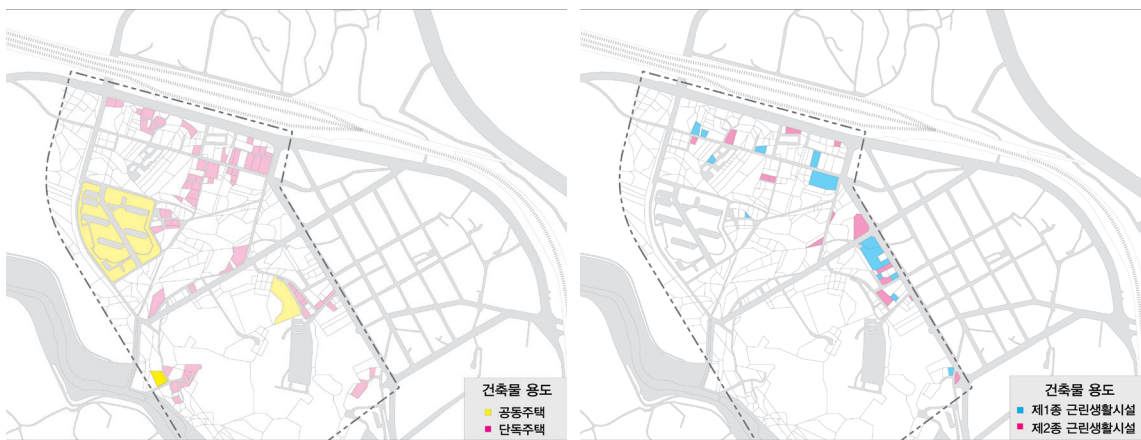 건축물 용도
공동주택
단독주택
건축물 용도
제1종 근린생활시설
제2종 근린생활시설